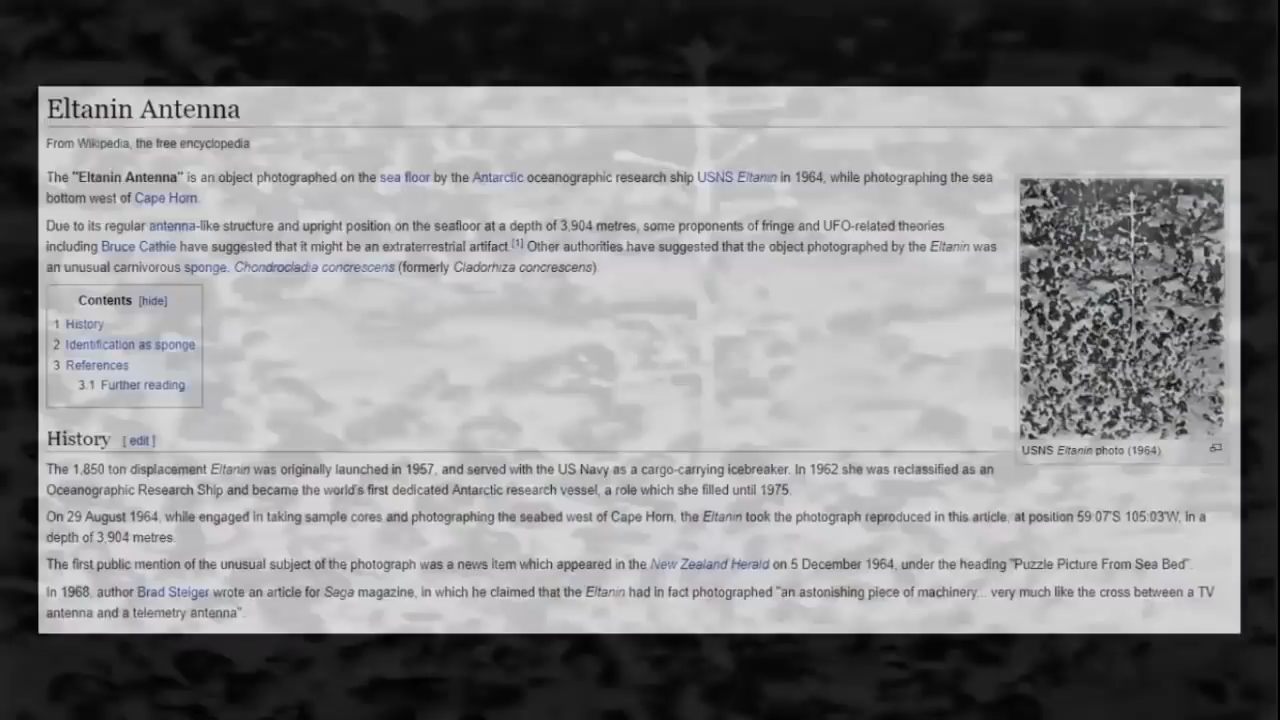 Eltanin Antenna
From Wikipedia, the free encyclopedia
The "Eltanin Antenna" is an object photographed on the sea floor by the Antarctic oceanographic research ship USNS Eltanin in 1964, while photographing the sea
bottom west of Cape Horn.
Due to its regular antenna-like structure and upright position on the seafloor at a depth of 3,904 metres, some proponents of fringe and UFO-related theories
including Bruce Cathie have suggested that it might be an extraterrestrial artifact.[1] Other authorities have suggested that the object photographed by the Eltanin was
an unusual carnivorous sponge, Chondrocladia concrescens (formerly Cladorhiza concrescens).
Contents [hide]
1 History
2 Identification as sponge
3 References
3.1 Further reading
USNS Eltanin photo (1964)
History [ edit ]
The 1,850 ton displacement Eltanin was originally launched in 1957, and served with the US Navy as a cargo-carrying icebreaker. In 1962 she was reclassified as an
Oceanographic Research Ship and became the world's first dedicated Antarctic research vessel, a role which she filled until 1975.
On 29 August 1964, while engaged in taking sample cores and photographing the seabed west of Cape Horn, the Eltanin took the photograph reproduced in this article, at position 59:07'S 105:03'W, in a
depth of 3,904 metres.
The first public mention of the unusual subject of the photograph was a news item which appeared in the New Zealand Herald on 5 December 1964, under the heading "Puzzle Picture From Sea Bed".
In 1968, author Brad Steiger wrote an article for Saga magazine, in which he claimed that the Eltanin had in fact photographed "an astonishing piece of machinery... very much like the cross between a TV
antenna and a telemetry antenna".